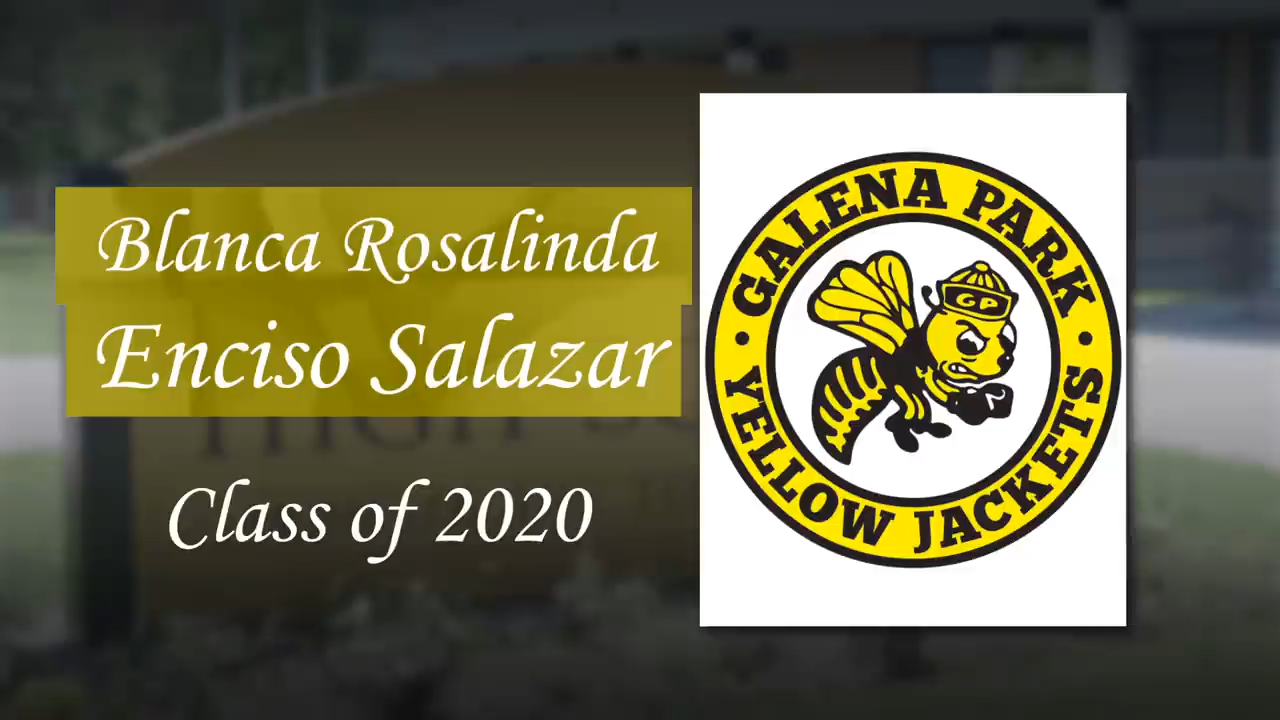 Blanca Rosalinda
Enciso Salazar
Class of 2020
GALENA PARK
GP
YELLOW JACKETS